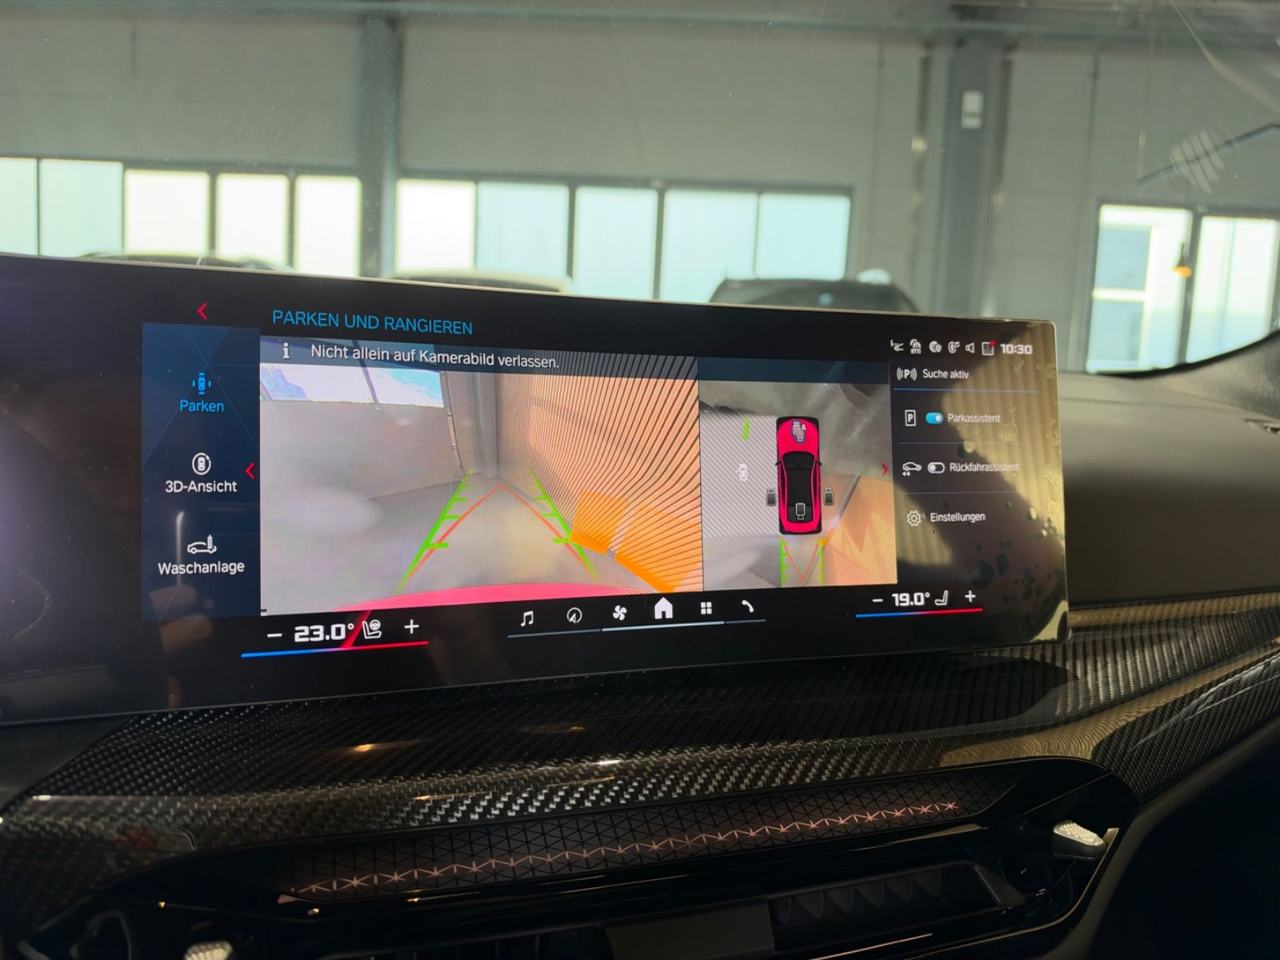 PARKEN UND RANGIEREN
Nicht allein auf Kamerabild verlassen.
10:30
Parken
3D-Ansicht
Waschanlage
((P)) Suche aktiv
P Parkassistent
Rückfahrassistent
Einstellungen
A
− 23.0° +
− 19.0° +